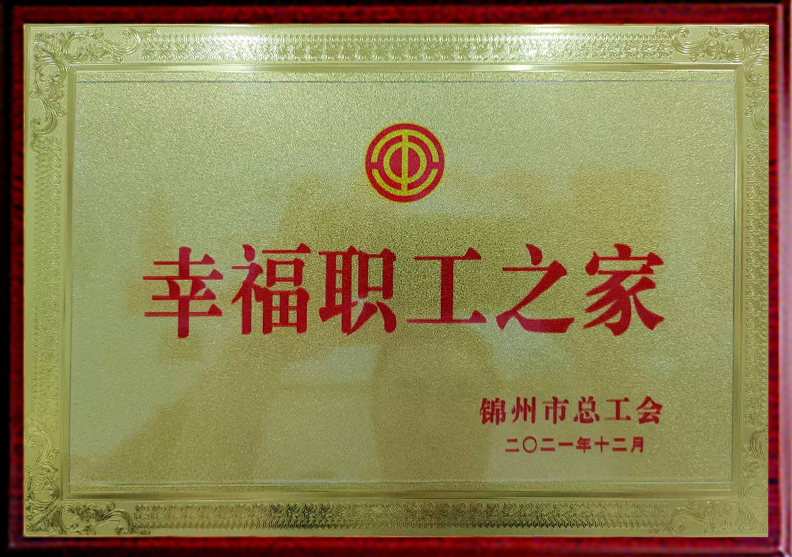 幸福职工之家
锦州市总工会
二〇二一年十二月